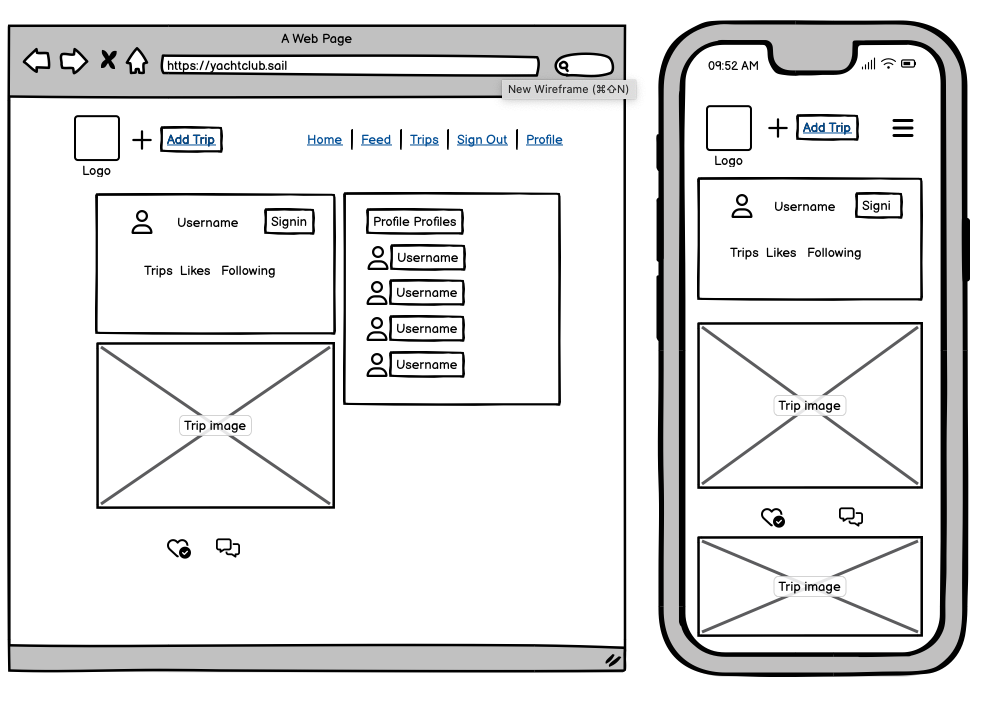 A Web Page
https://yachtclub.sail
New Wireframe (⌘⇧N)
Add Trip
Home
Feed
Trips
Sign Out
Profile
Logo
Username
Signin
Trips Likes Following
Profile Profiles
Username
Username
Username
Username
Trip image
09:52 AM
Add Trip
Logo
Username
Signi
Trips Likes Following
Trip image
Trip image